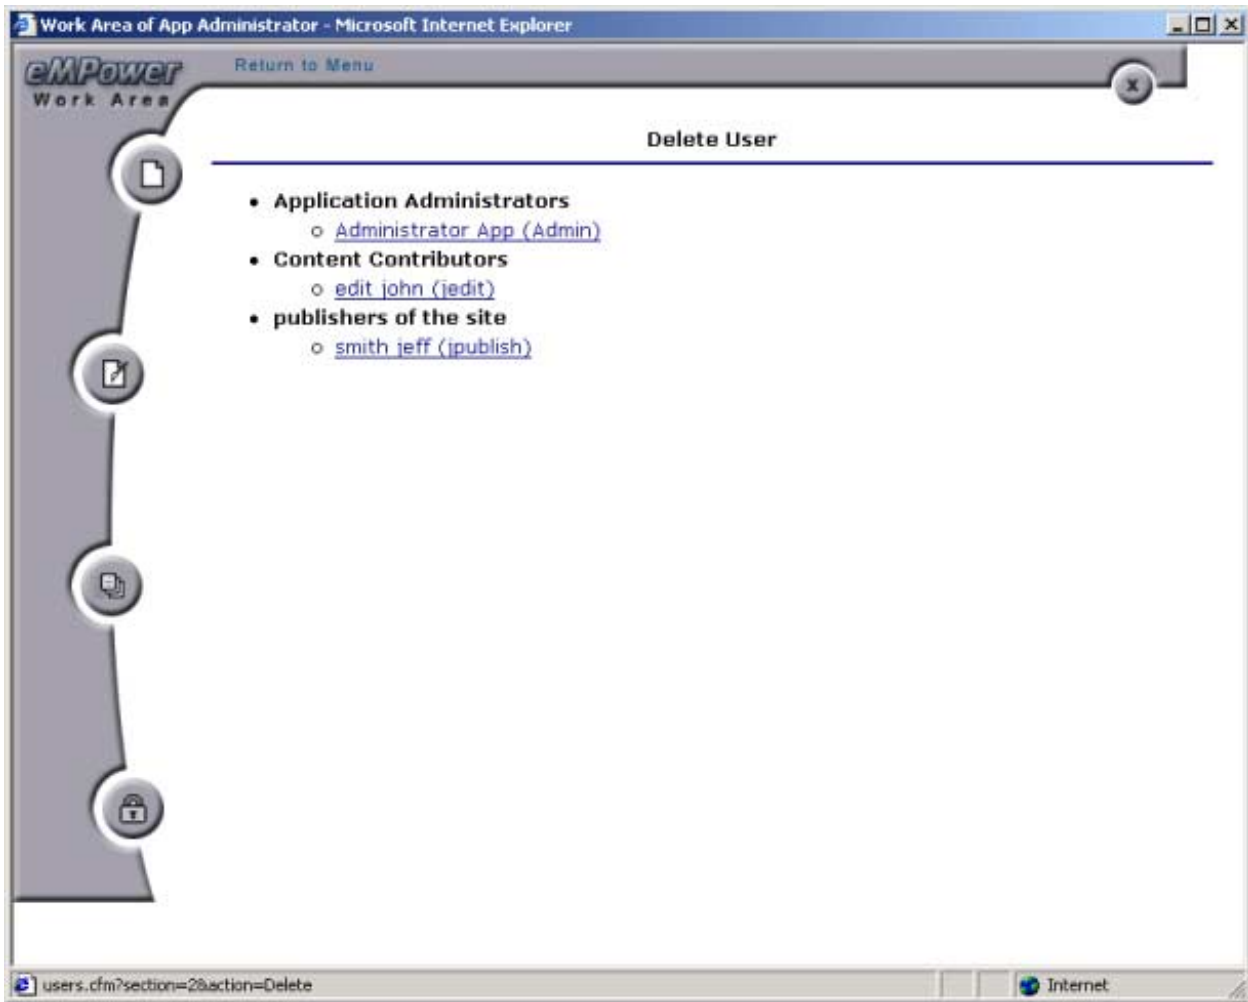 Work Area of App Administrator - Microsoft Internet Explorer
eMPower
Return to Menu
Work Area
x
Delete User
• Application Administrators
o Administrator App (Admin)
• Content Contributors
o edit john (jedit)
• publishers of the site
o smith jeff (jpublish)
users.cfm?section=2&action=Delete
Internet